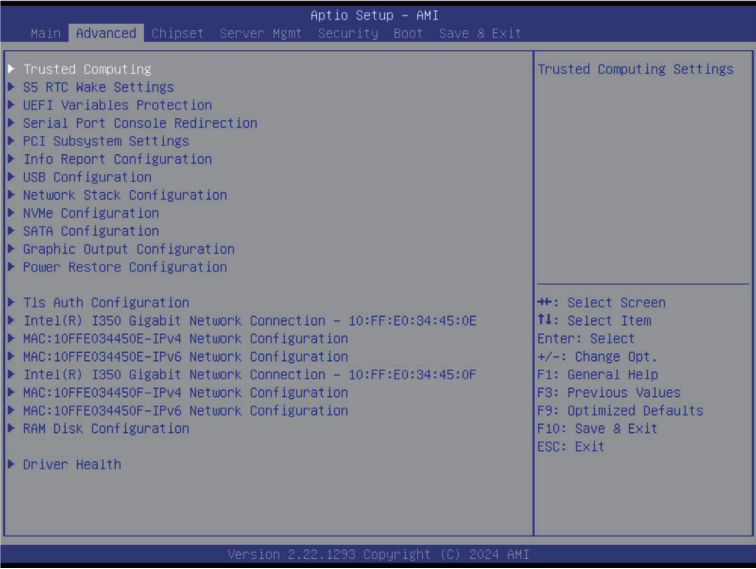 Aptio Setup – AMI
Main Advanced Chipset Server Mgmt Security Boot Save & Exit
Trusted Computing
S5 RTC Wake Settings
UEFI Variables Protection
Serial Port Console Redirection
PCI Subsystem Settings
Info Report Configuration
USB Configuration
Network Stack Configuration
NVMe Configuration
SATA Configuration
Graphic Output Configuration
Power Restore Configuration
Tls Auth Configuration
Intel(R) I350 Gigabit Network Connection – 10:FF:E0:34:45:0E
MAC:10FFE034450E-IPv4 Network Configuration
MAC:10FFE034450E-IPv6 Network Configuration
Intel(R) I350 Gigabit Network Connection – 10:FF:E0:34:45:0F
MAC:10FFE034450F-IPv4 Network Configuration
MAC:10FFE034450F-IPv6 Network Configuration
RAM Disk Configuration
Driver Health
Trusted Computing Settings
→←: Select Screen
↑↓: Select Item
Enter: Select
+/-: Change Opt.
F1: General Help
F3: Previous Values
F9: Optimized Defaults
F10: Save & Exit
ESC: Exit
Version 2.22.1293 Copyright (C) 2024 AMI